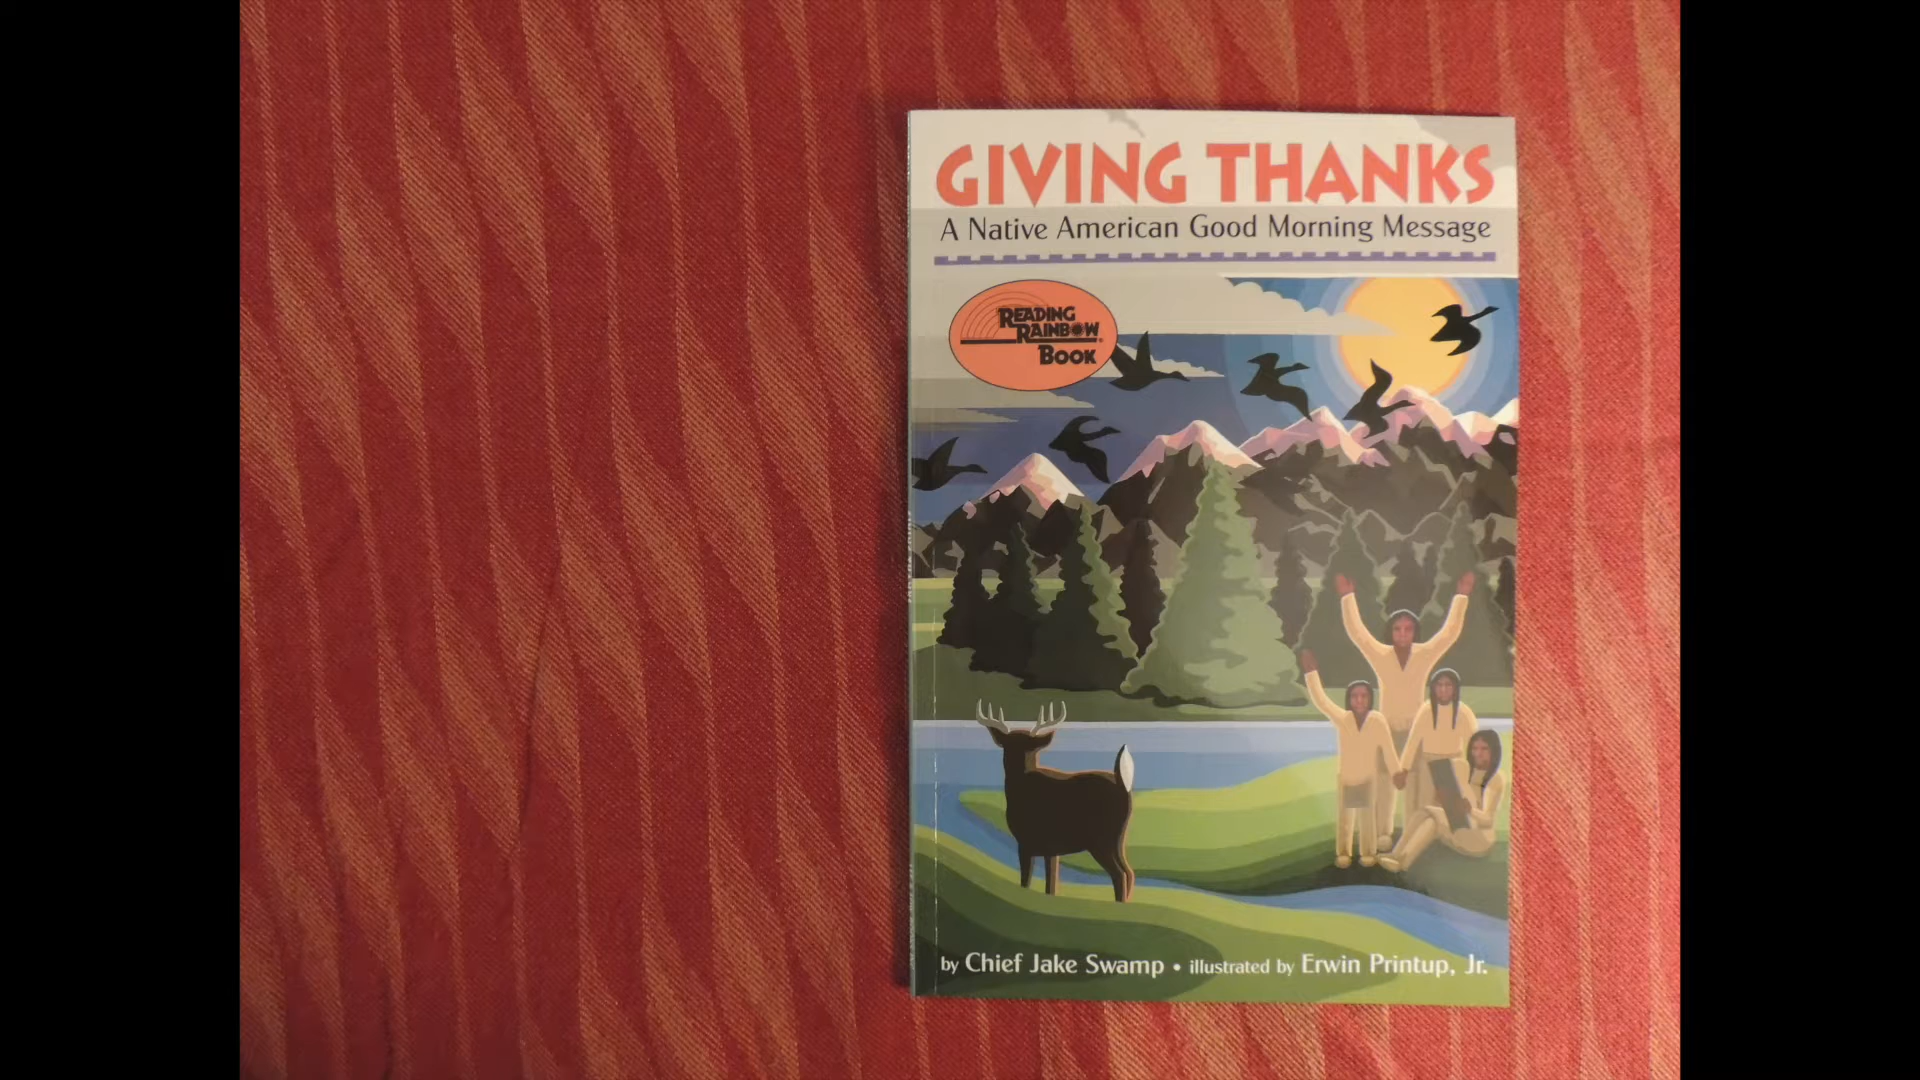 GIVING THANKS
A Native American Good Morning Message
READING
RAINBOW
BOOK
by Chief Jake Swamp • illustrated by Erwin Printup, Jr.